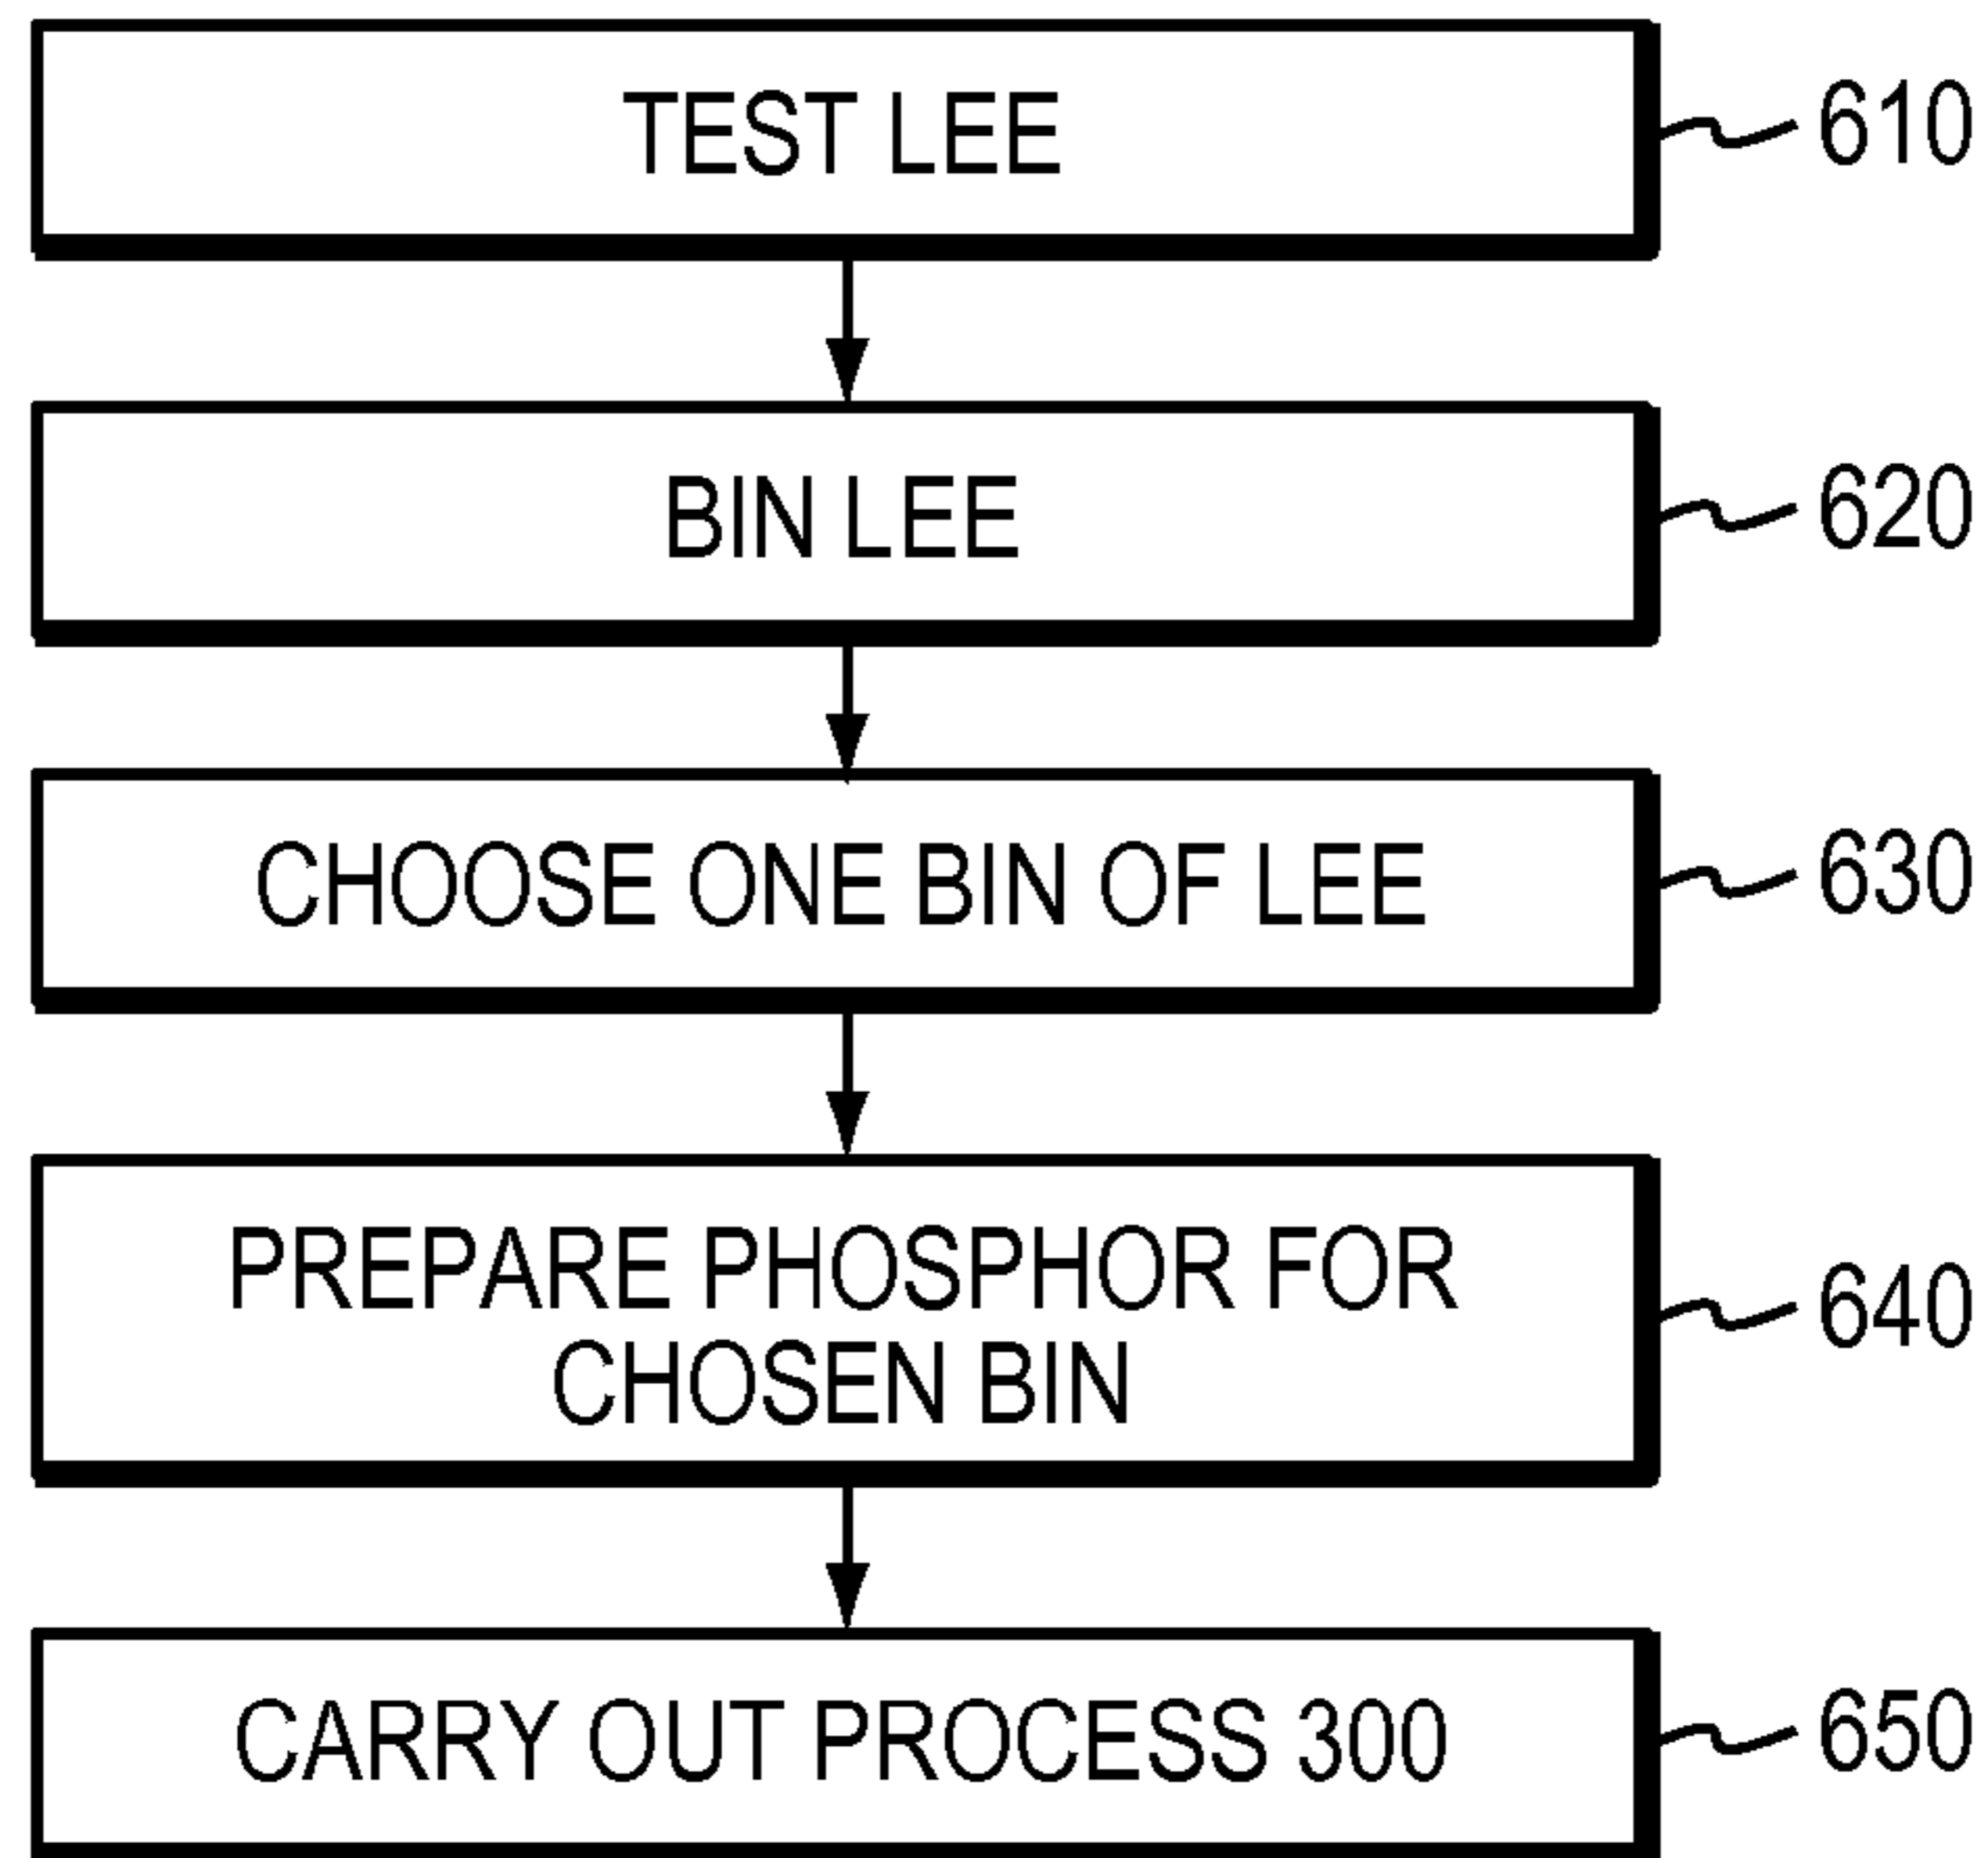 TEST LEE
610
BIN LEE
620
CHOOSE ONE BIN OF LEE
630
PREPARE PHOSPHOR FOR
CHOSEN BIN
640
CARRY OUT PROCESS 300
650